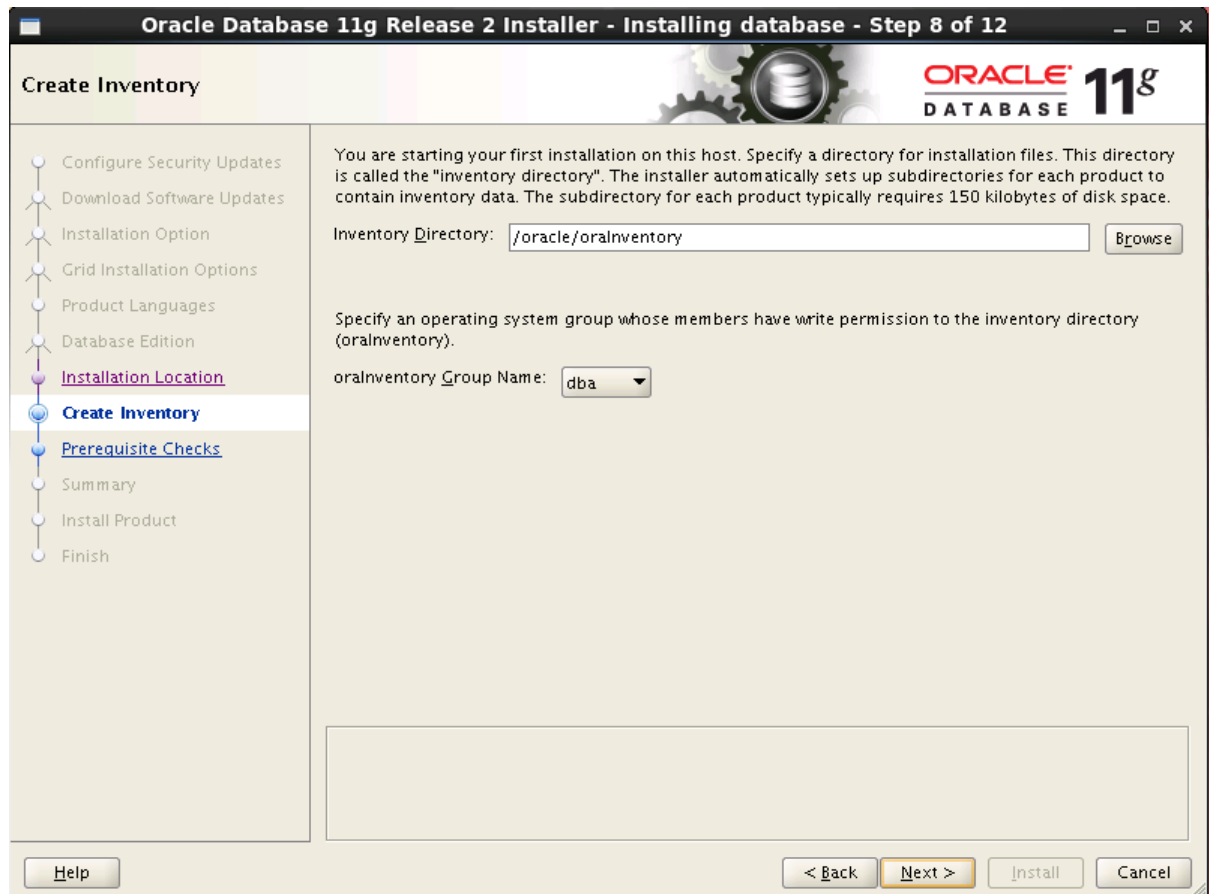 Oracle Database 11g Release 2 Installer - Installing database - Step 8 of 12
Create Inventory
ORACLE
DATABASE
11g
Configure Security Updates
Download Software Updates
Installation Option
Grid Installation Options
Product Languages
Database Edition
Installation Location
Create Inventory
Prerequisite Checks
Summary
Install Product
Finish
You are starting your first installation on this host. Specify a directory for installation files. This directory
is called the "inventory directory". The installer automatically sets up subdirectories for each product to
contain inventory data. The subdirectory for each product typically requires 150 kilobytes of disk space.
Inventory Directory: /oracle/oraInventory Browse
Specify an operating system group whose members have write permission to the inventory directory
(oraInventory).
oraInventory Group Name: dba
Help < Back Next > Install Cancel